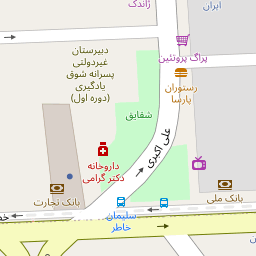 ژاندک
ایران
پراگ پروتئین
دبیرستان
غیردولتی
پسرانه شوق
یادگیری
(دوره اول)
رستوران
پارسا
شقایق
علی اکبری
داروخانه
دکتر گرامی
بانک تجارت
بانک ملی
سلیمان
خاطر